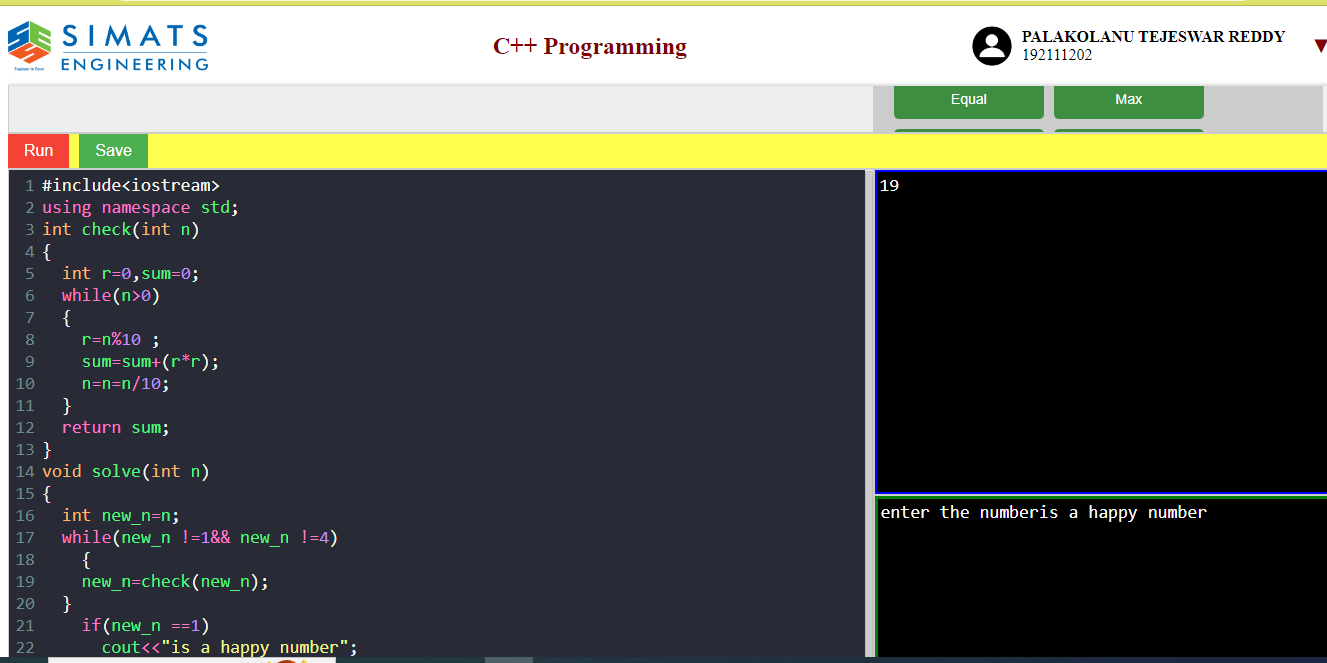 SIMATS
ENGINEERING
Engineer to Excel
C++ Programming
PALAKOLANU TEJESWAR REDDY
192111202
Equal
Max
Run
Save
1 #include<iostream>
2 using namespace std;
3 int check(int n)
4 {
5   int r=0,sum=0;
6   while(n>0)
7   {
8     r=n%10 ;
9     sum=sum+(r*r);
10     n=n=n/10;
11   }
12   return sum;
13 }
14 void solve(int n)
15 {
16   int new_n=n;
17   while(new_n !=1&& new_n !=4)
18     {
19     new_n=check(new_n);
20   }
21     if(new_n ==1)
22       cout<<"is a happy number";
19
enter the numberis a happy number